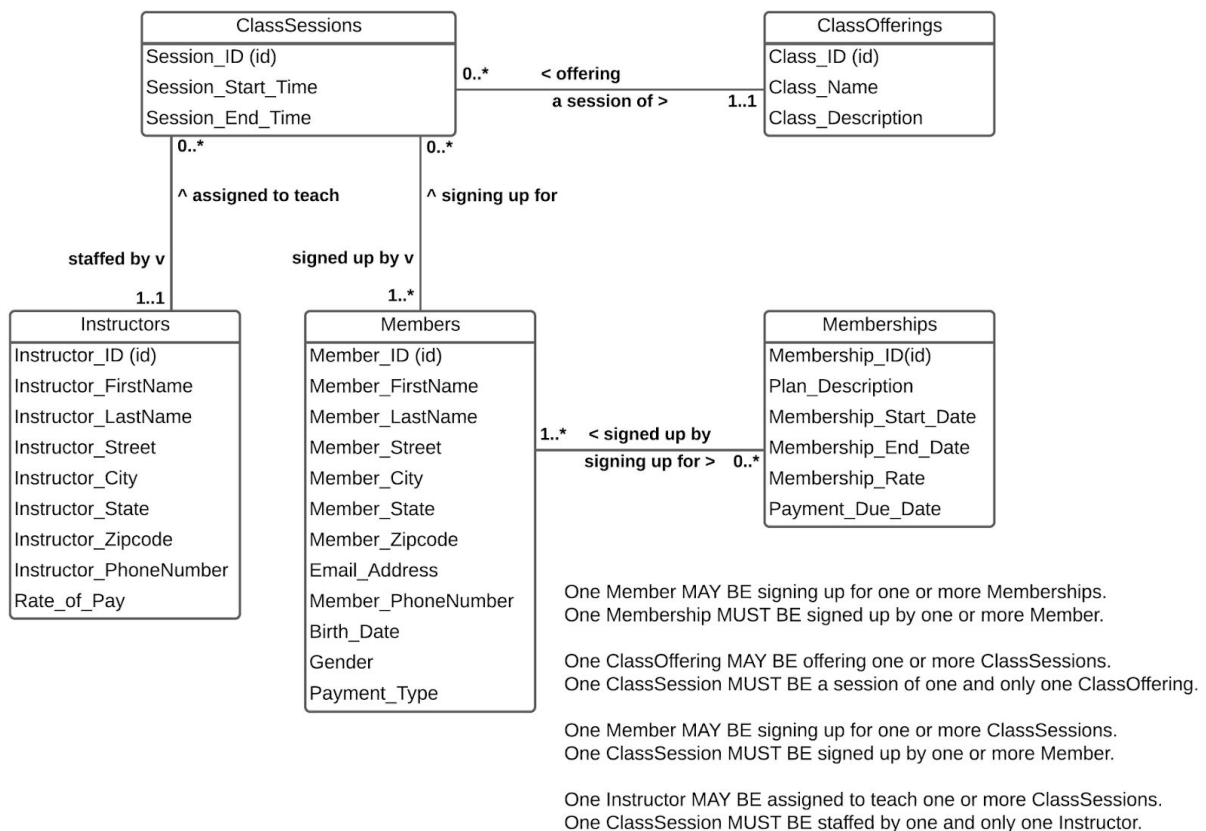 ClassSessions
Session_ID (id)
Session_Start_Time
Session_End_Time
ClassOfferings
Class_ID (id)
Class_Name
Class_Description
0..* < offering
a session of > 1..1
0..*
^ assigned to teach
staffed by v
1..1
0..*
^ signing up for
signed up by v
1..*
Instructors
Instructor_ID (id)
Instructor_FirstName
Instructor_LastName
Instructor_Street
Instructor_City
Instructor_State
Instructor_Zipcode
Instructor_PhoneNumber
Rate_of_Pay
Members
Member_ID (id)
Member_FirstName
Member_LastName
Member_Street
Member_City
Member_State
Member_Zipcode
Email_Address
Member_PhoneNumber
Birth_Date
Gender
Payment_Type
1..* < signed up by
signing up for > 0..*
Memberships
Membership_ID(id)
Plan_Description
Membership_Start_Date
Membership_End_Date
Membership_Rate
Payment_Due_Date
One Member MAY BE signing up for one or more Memberships.
One Membership MUST BE signed up by one or more Member.
One ClassOffering MAY BE offering one or more ClassSessions.
One ClassSession MUST BE a session of one and only one ClassOffering.
One Member MAY BE signing up for one or more ClassSessions.
One ClassSession MUST BE signed up by one or more Member.
One Instructor MAY BE assigned to teach one or more ClassSessions.
One ClassSession MUST BE staffed by one and only one Instructor.